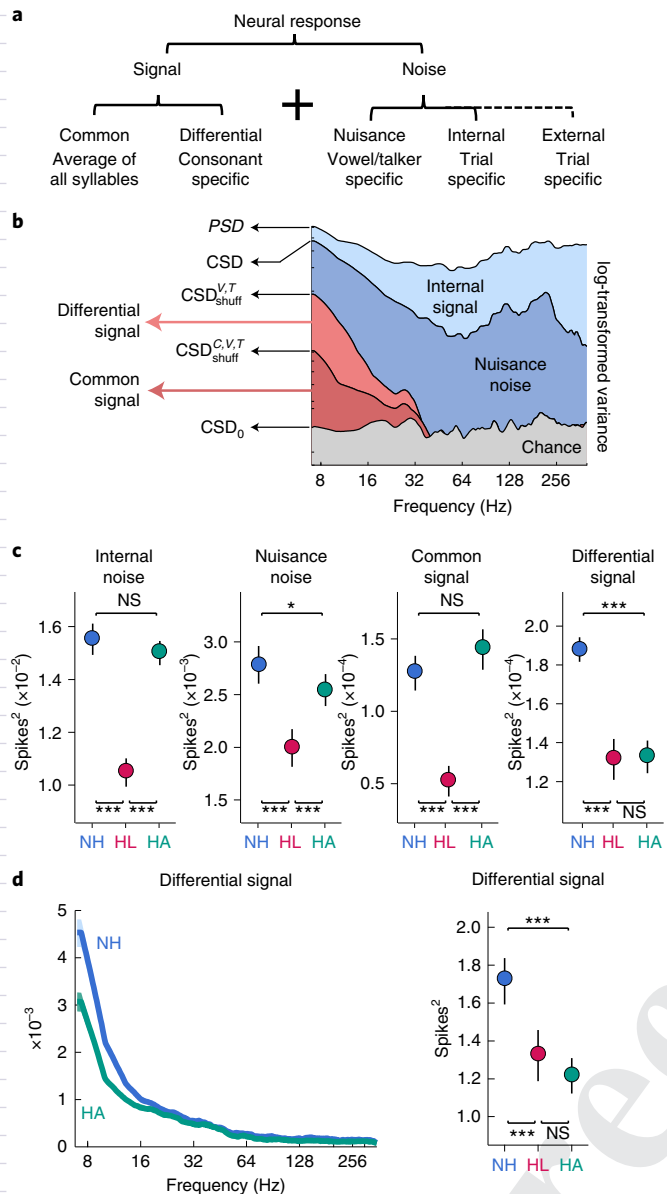 a
Neural response
Signal
Noise
+
Common
Differential
Nuisance
Internal
External
Average of
all syllables
Consonant
specific
Vowel/talker
specific
Trial
specific
Trial
specific
b
PSD
CSD
CSD^V,T_shuff
Differential
signal
CSD^C,V,T_shuff
Common
signal
CSD_0
Internal
signal
Nuisance
noise
Chance
log-transformed variance
8 16 32 64 128 256
Frequency (Hz)
c
Internal
noise
NS
Spikes² (×10⁻²)
1.6
1.4
1.2
1.0
*** ***
NH HL HA
Nuisance
noise
*
Spikes² (×10⁻³)
3.0
2.5
2.0
1.5
*** ***
NH HL HA
Common
signal
NS
Spikes² (×10⁻⁴)
1.5
1.0
0.5
*** ***
NH HL HA
Differential
signal
***
Spikes² (×10⁻⁴)
2.0
1.8
1.6
1.4
1.2
*** NS
NH HL HA
d
Differential signal
×10⁻³
5
4
3
2
1
0
NH
HA
8 16 32 64 128 256
Frequency (Hz)
Differential signal
***
Spikes²
2.0
1.8
1.6
1.4
1.2
1.0
*** NS
NH HL HA